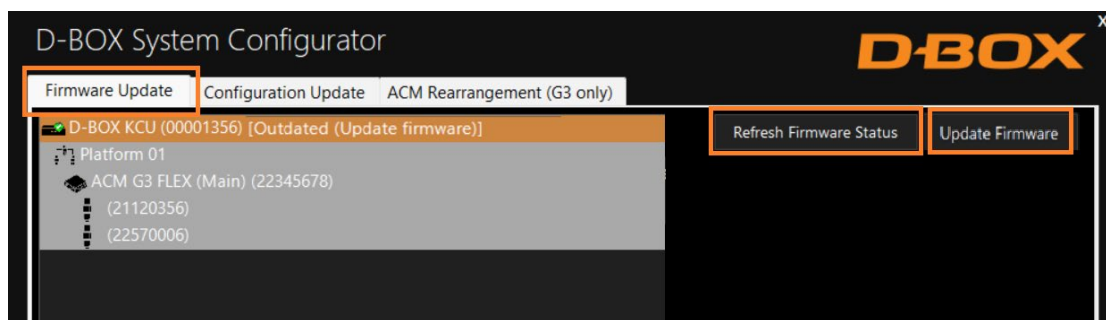 X
D-BOX System Configurator
D-BOX
Firmware Update
Configuration Update
ACM Rearrangement (G3 only)
D-BOX KCU (00001356) [Outdated (Update firmware)]
Refresh Firmware Status
Update Firmware
Platform 01
ACM G3 FLEX (Main) (22345678)
(21120356)
(22570006)